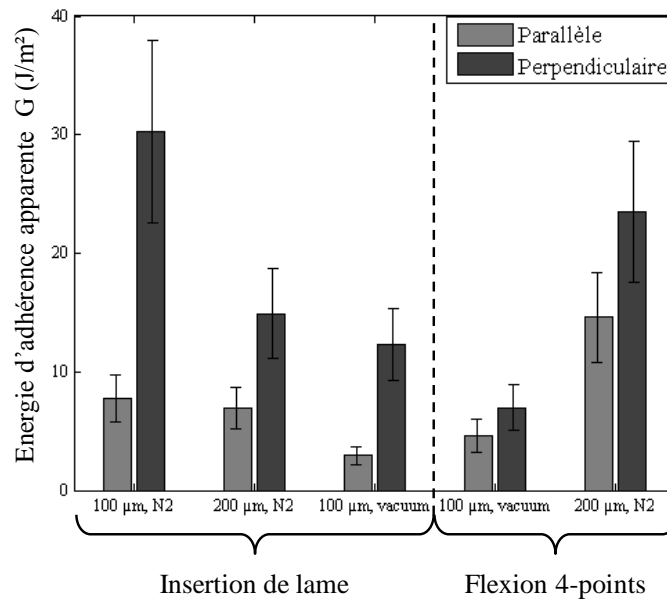 Energie d'adhérence apparente G (J/m²)
40
30
20
10
0
Parallèle
Perpendiculaire
100 µm, N2
200 µm, N2
100 µm, vacuum
100 µm, vacuum
200 µm, N2
Insertion de lame
Flexion 4-points